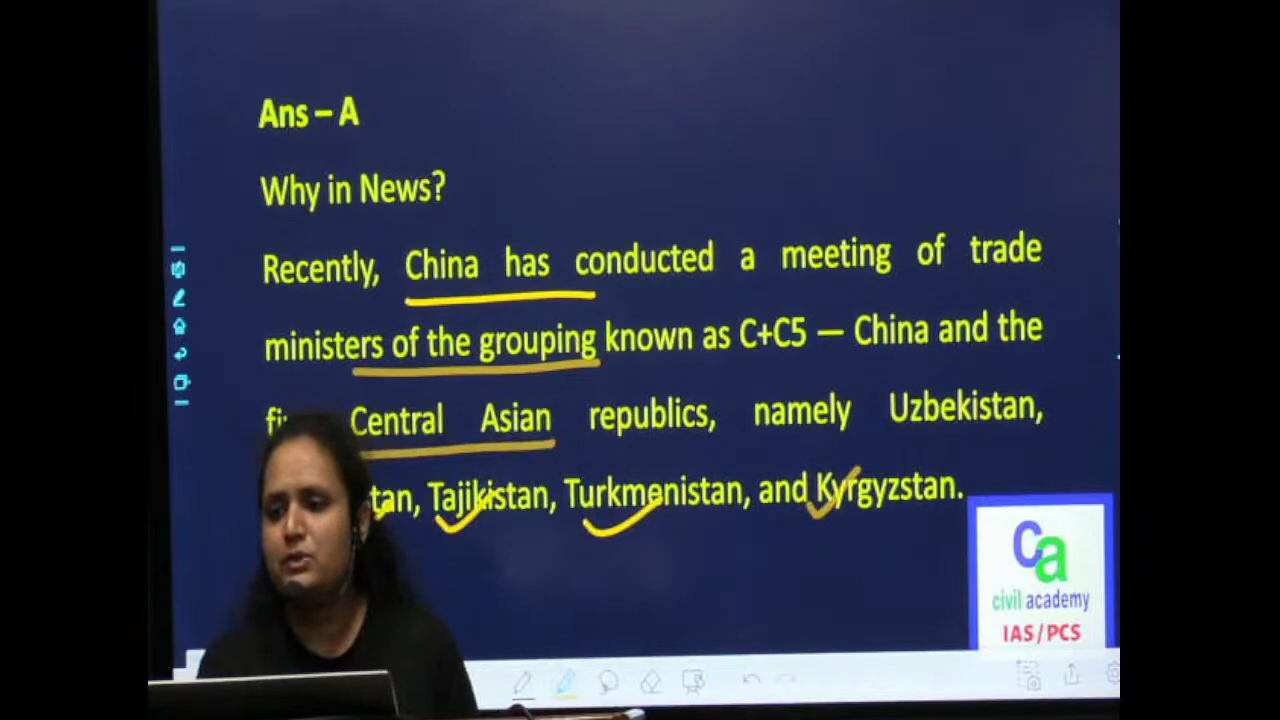 Ans – A
Why in News?
Recently, China has conducted a meeting of trade
ministers of the grouping known as C+C5 — China and the
Central Asian republics, namely Uzbekistan,
Tajikistan, Turkmenistan, and Kyrgyzstan.
ca
civil academy
IAS/PCS